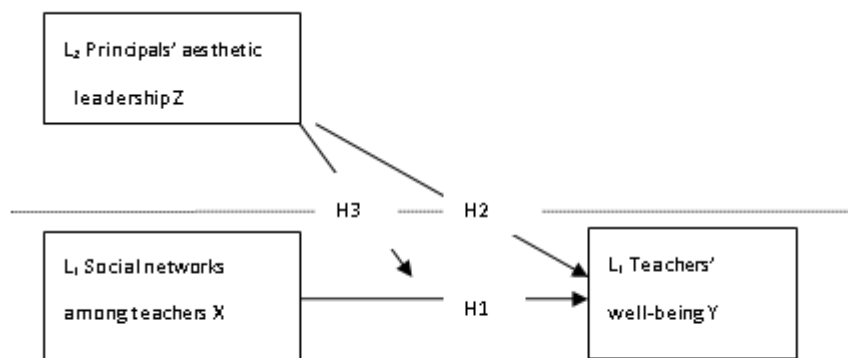 L₂ Principals' aesthetic
leadership Z
H3
H2
L₁ Social networks
among teachers X
H1
L₁ Teachers'
well-being Y